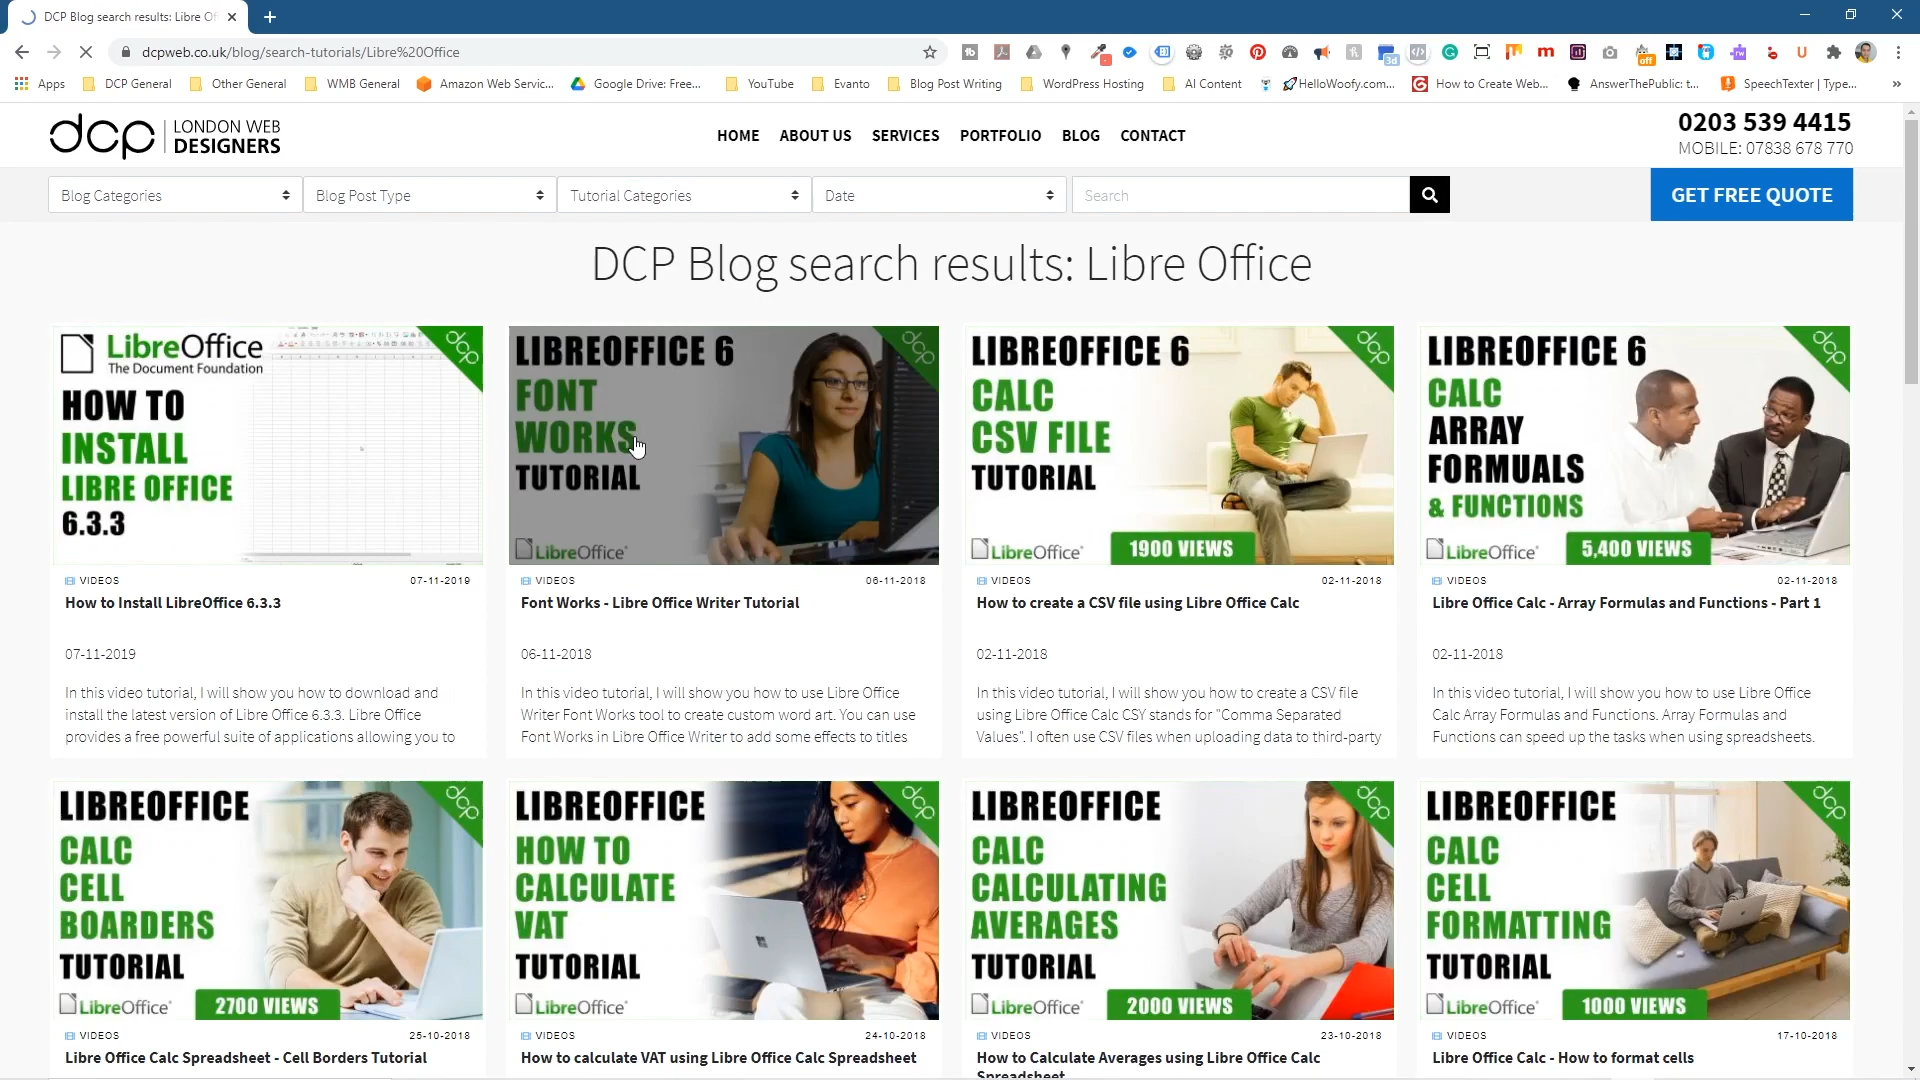 DCP Blog search results: Libre Of
dcpweb.co.uk/blog/search-tutorials/Libre%20Office
Apps
DCP General
Other General
WMB General
Amazon Web Servic...
Google Drive: Free...
YouTube
Evanto
Blog Post Writing
WordPress Hosting
AI Content
HelloWoofy.com...
How to Create Web...
AnswerThePublic: t...
SpeechTexter | Type...
dcp
LONDON WEB
DESIGNERS
HOME
ABOUT US
SERVICES
PORTFOLIO
BLOG
CONTACT
0203 539 4415
MOBILE: 07838 678 770
Blog Categories
Blog Post Type
Tutorial Categories
Date
Search
GET FREE QUOTE
DCP Blog search results: Libre Office
LibreOffice
The Document Foundation
HOW TO
INSTALL
LIBRE OFFICE
6.3.3
dcp
VIDEOS
07-11-2019
How to Install LibreOffice 6.3.3
07-11-2019
In this video tutorial, I will show you how to download and
install the latest version of Libre Office 6.3.3. Libre Office
provides a free powerful suite of applications allowing you to
LIBREOFFICE 6
FONT
WORKS
TUTORIAL
LibreOffice
dcp
VIDEOS
06-11-2018
Font Works - Libre Office Writer Tutorial
06-11-2018
In this video tutorial, I will show you how to use Libre Office
Writer Font Works tool to create custom word art. You can use
Font Works in Libre Office Writer to add some effects to titles
LIBREOFFICE 6
CALC
CSV FILE
TUTORIAL
LibreOffice
1900 VIEWS
dcp
VIDEOS
02-11-2018
How to create a CSV file using Libre Office Calc
02-11-2018
In this video tutorial, I will show you how to create a CSV file
using Libre Office Calc CSY stands for "Comma Separated
Values". I often use CSV files when uploading data to third-party
LIBREOFFICE 6
CALC
ARRAY
FORMUALS
& FUNCTIONS
LibreOffice
5,400 VIEWS
dcp
VIDEOS
02-11-2018
Libre Office Calc - Array Formulas and Functions - Part 1
02-11-2018
In this video tutorial, I will show you how to use Libre Office
Calc Array Formulas and Functions. Array Formulas and
Functions can speed up the tasks when using spreadsheets.
LIBREOFFICE
CALC
CELL
BOARDERS
TUTORIAL
LibreOffice
2700 VIEWS
dcp
VIDEOS
25-10-2018
Libre Office Calc Spreadsheet - Cell Borders Tutorial
LIBREOFFICE
HOW TO
CALCULATE
VAT
TUTORIAL
LibreOffice
dcp
VIDEOS
24-10-2018
How to calculate VAT using Libre Office Calc Spreadsheet
LIBREOFFICE
CALC
CALCULATING
AVERAGES
TUTORIAL
LibreOffice
2000 VIEWS
dcp
VIDEOS
23-10-2018
How to Calculate Averages using Libre Office Calc
Spreadsheet
LIBREOFFICE
CALC
CELL
FORMATTING
TUTORIAL
LibreOffice
1000 VIEWS
dcp
VIDEOS
17-10-2018
Libre Office Calc - How to format cells